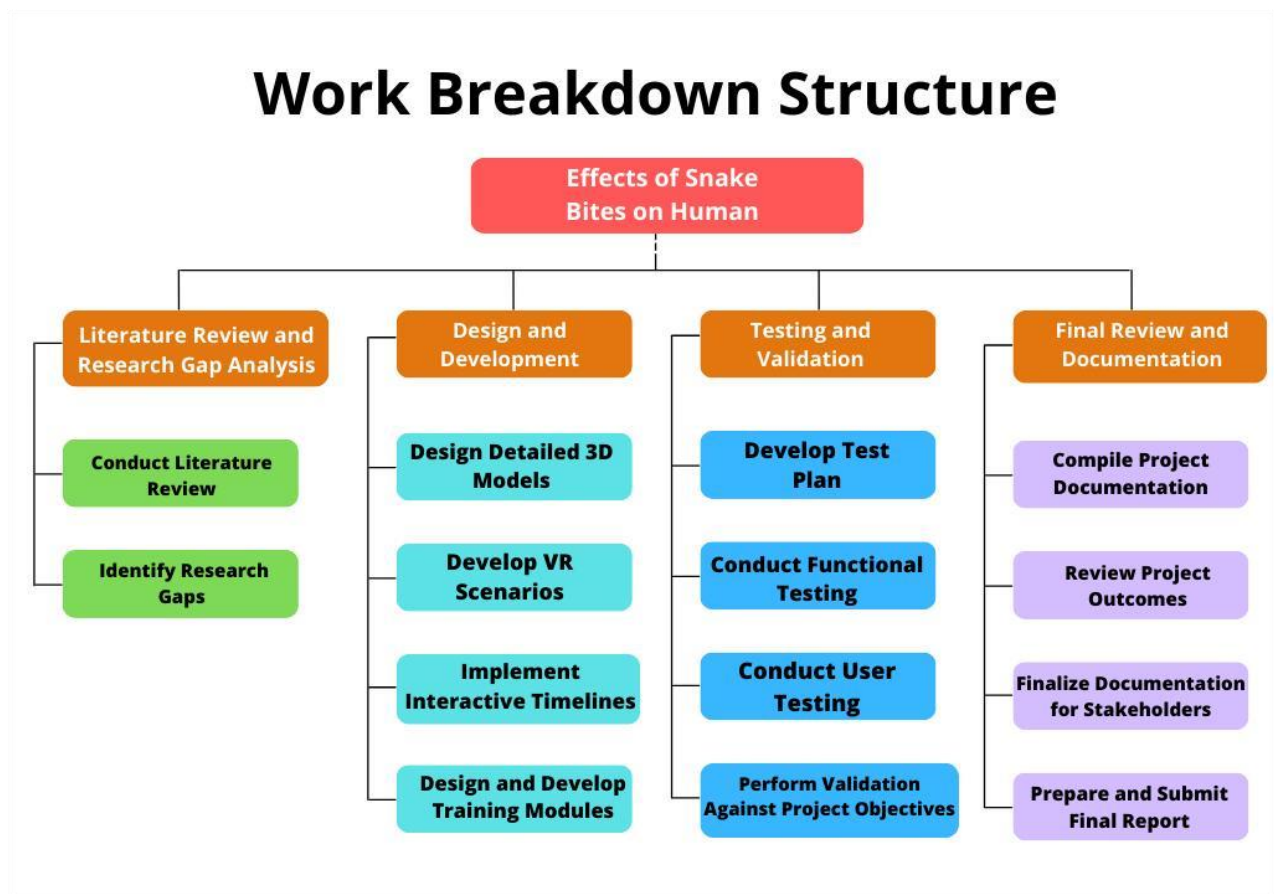 Work Breakdown Structure
Effects of Snake
Bites on Human
Literature Review and
Research Gap Analysis
Conduct Literature
Review
Identify Research
Gaps
Design and
Development
Design Detailed 3D
Models
Develop VR
Scenarios
Implement
Interactive Timelines
Design and Develop
Training Modules
Testing and
Validation
Develop Test
Plan
Conduct Functional
Testing
Conduct User
Testing
Perform Validation
Against Project Objectives
Final Review and
Documentation
Compile Project
Documentation
Review Project
Outcomes
Finalize Documentation
for Stakeholders
Prepare and Submit
Final Report